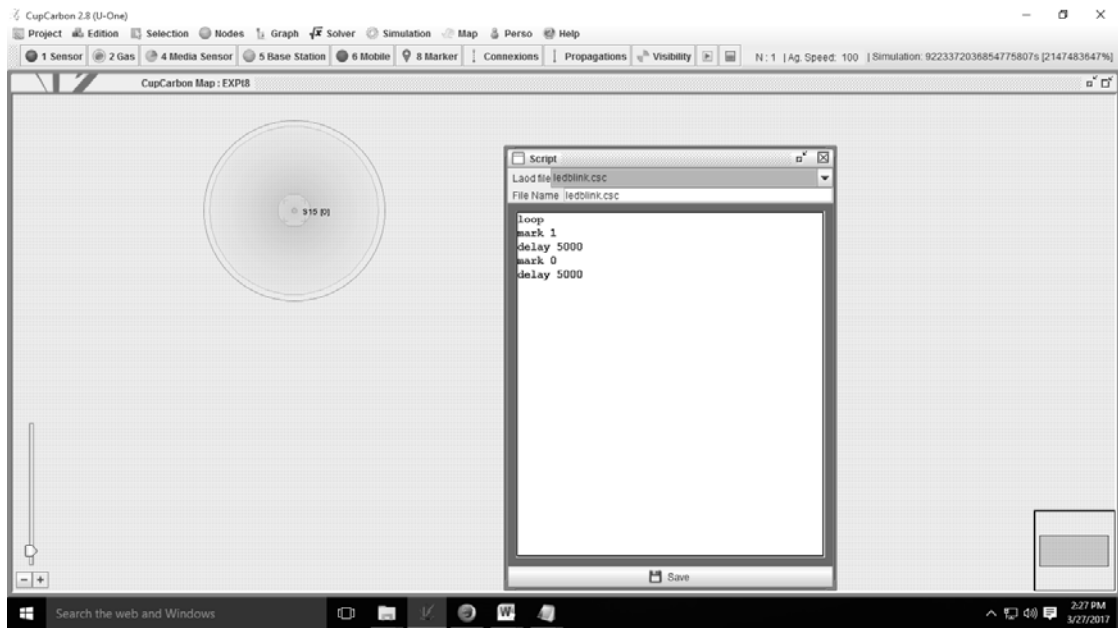 CupCarbon 2.8 (U-One)
Project Edition Selection Nodes Graph Solver Simulation Map Perso Help
1 Sensor 2 Gas 4 Media Sensor 5 Base Station 6 Mobile 8 Marker Connexions Propagations Visibility N: 1 | Ag. Speed: 100 | Simulation: 9223372036854775807s [2147483647%]
CupCarbon Map : EXPt8
S15 [0]
Script
Laod file ledblink.csc
File Name ledblink.csc
loop
mark 1
delay 5000
mark 0
delay 5000
Save
Search the web and Windows
2:27 PM
3/27/2017